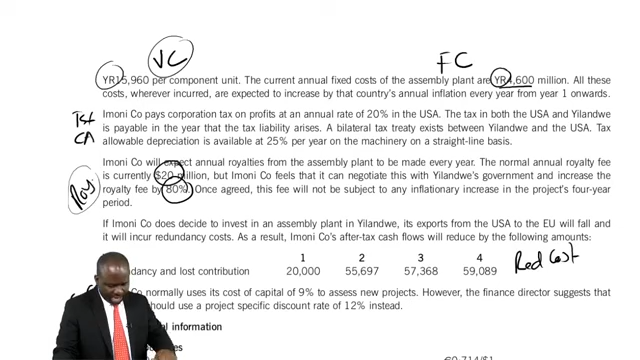 VC
FC
YR15,960 per component unit. The current annual fixed costs of the assembly plant are YR4,600 million. All these
costs, wherever incurred, are expected to increase by that country's annual inflation every year from year 1 onwards.
Imoni Co pays corporation tax on profits at an annual rate of 20% in the USA. The tax in both the USA and Yilandwe
is payable in the year that the tax liability arises. A bilateral tax treaty exists between Yilandwe and the USA. Tax
allowable depreciation is available at 25% per year on the machinery on a straight-line basis.
Imoni Co will expect annual royalties from the assembly plant to be made every year. The normal annual royalty fee
is currently $20 million, but Imoni Co feels that it can negotiate this with Yilandwe's government and increase the
Roy
royalty fee by 80%. Once agreed, this fee will not be subject to any inflationary increase in the project's four-year
period.
If Imoni Co does decide to invest in an assembly plant in Yilandwe, its exports from the USA to the EU will fall and
it will incur redundancy costs. As a result, Imoni Co's after-tax cash flows will reduce by the following amounts:
1 2 3 4
Red Cost
dancy and lost contribution 20,000 55,697 57,368 59,089
Co normally uses its cost of capital of 9% to assess new projects. However, the finance director suggests that
should use a project specific discount rate of 12% instead.
al information
€0.714/$1